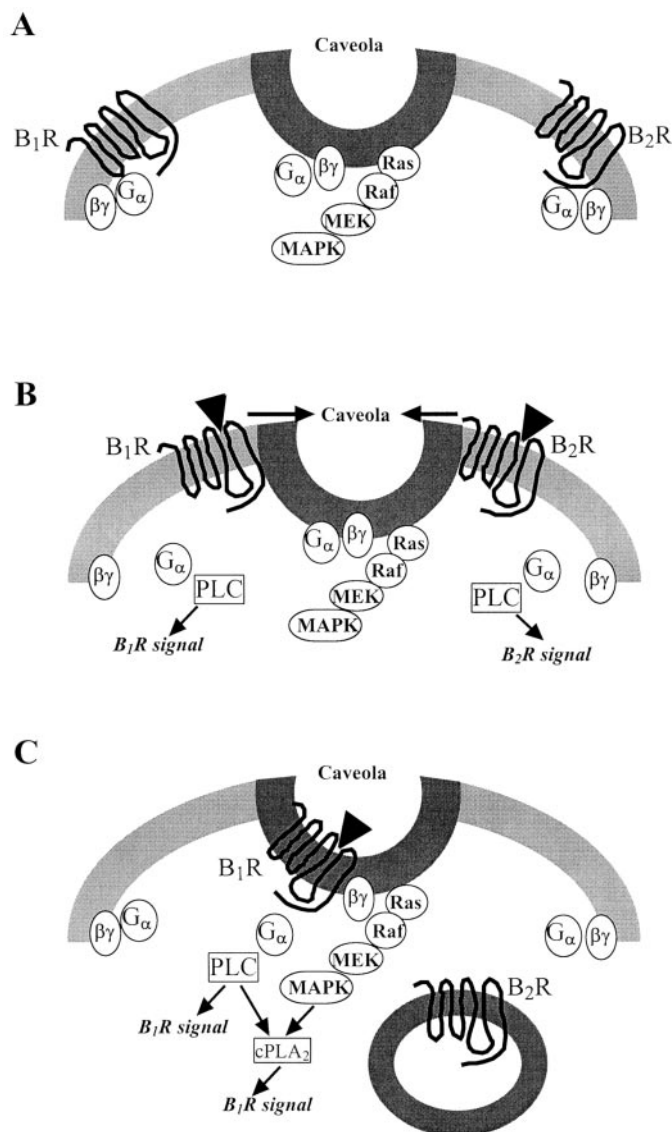 A
Caveola
B₁R
B₂R
Ras
βγ
Gα
Raf
βγ
Gα
MEK
Gα
βγ
MAPK
B
Caveola
B₁R
B₂R
Gα
βγ
Ras
βγ
Gα
Raf
Gα
βγ
PLC
MEK
PLC
MAPK
B₁R signal
B₂R signal
C
Caveola
B₁R
βγ
Ras
βγ
Gα
Gα
Raf
Gα
βγ
PLC
MEK
MAPK
B₂R
B₁R signal
cPLA₂
B₁R signal